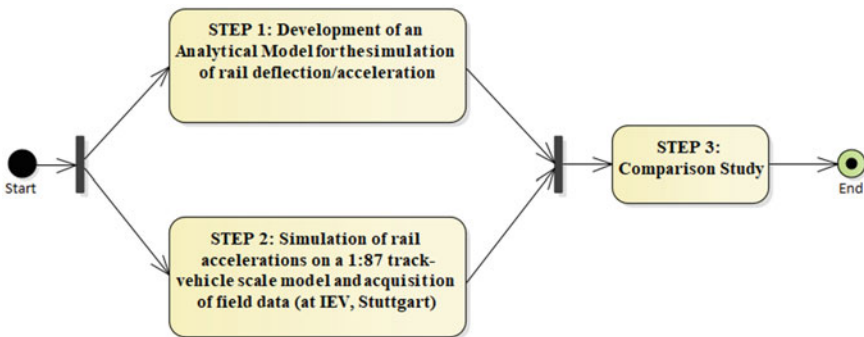 STEP 1: Development of an
Analytical Model forthesimulation
of rail deflection/acceleration
Start
STEP 3:
Comparison Study
End
STEP 2: Simulation of rail
accelerations on a 1:87 track-
vehicle scale model and acquisition
of field data (at IEV, Stuttgart)